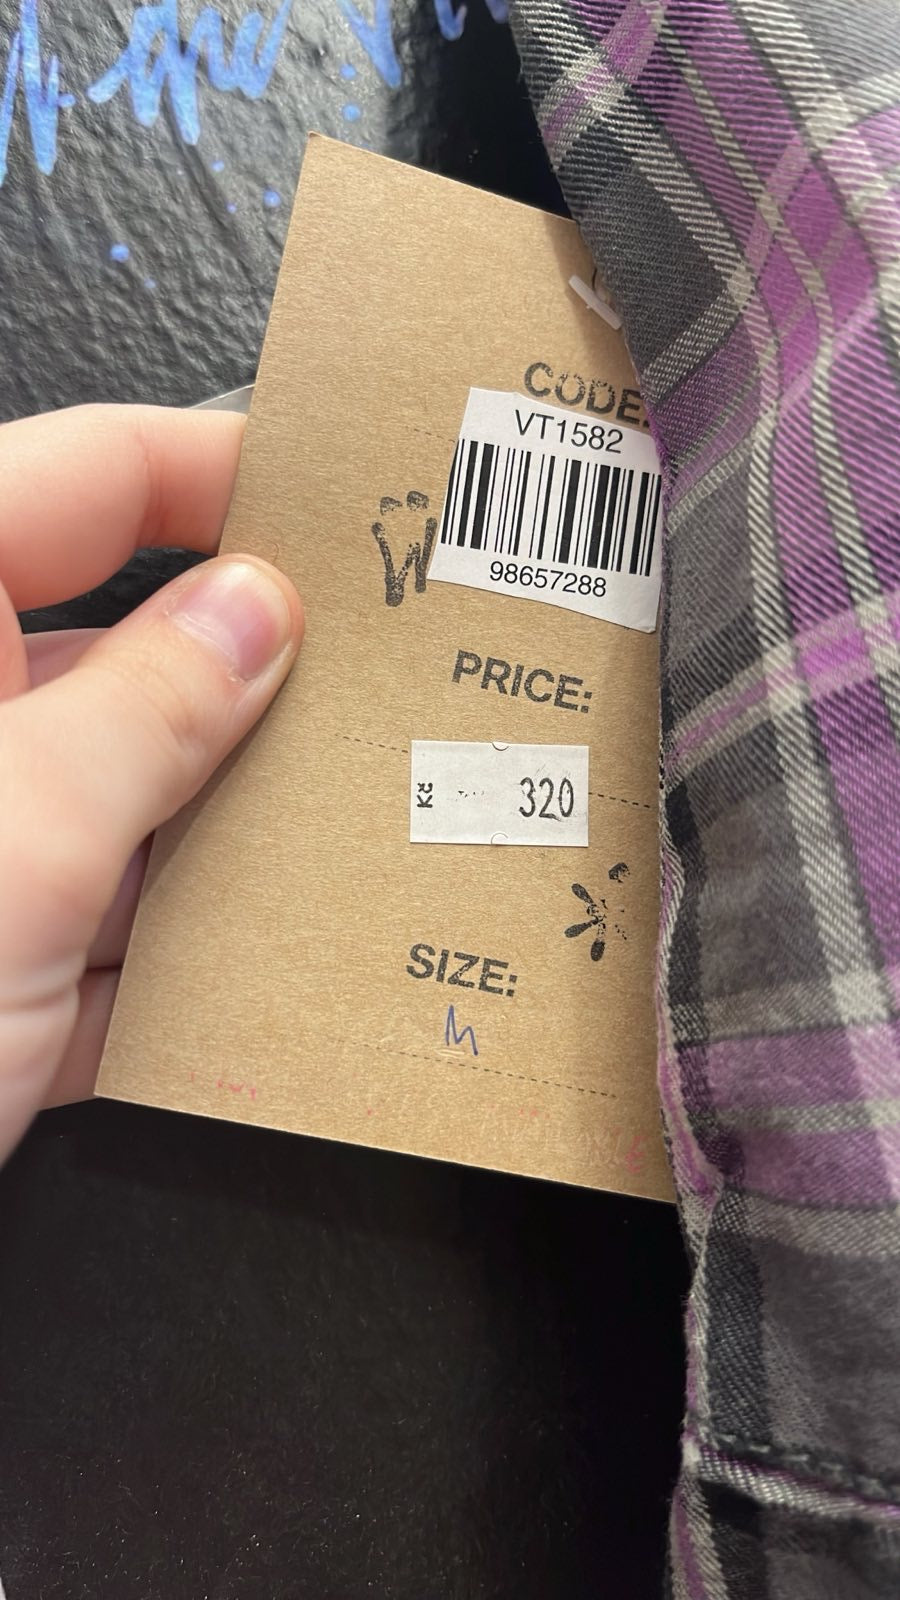 CODE:
VT1582
98657288
PRICE:
Kč 320
SIZE:
M